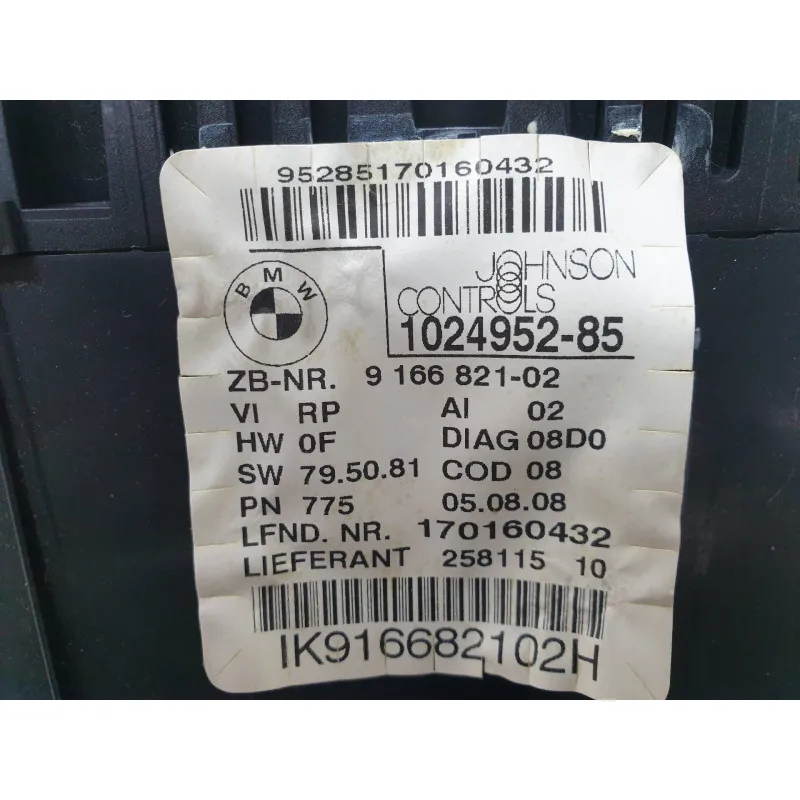 95285170160432
BMW
JOHNSON
CONTROLS
1024952-85
ZB-NR. 9 166 821-02
VI RP AI 02
HW 0F DIAG 08D0
SW 79.50.81 COD 08
PN 775 05.08.08
LFND. NR. 170160432
LIEFERANT 258115 10
IK916682102H